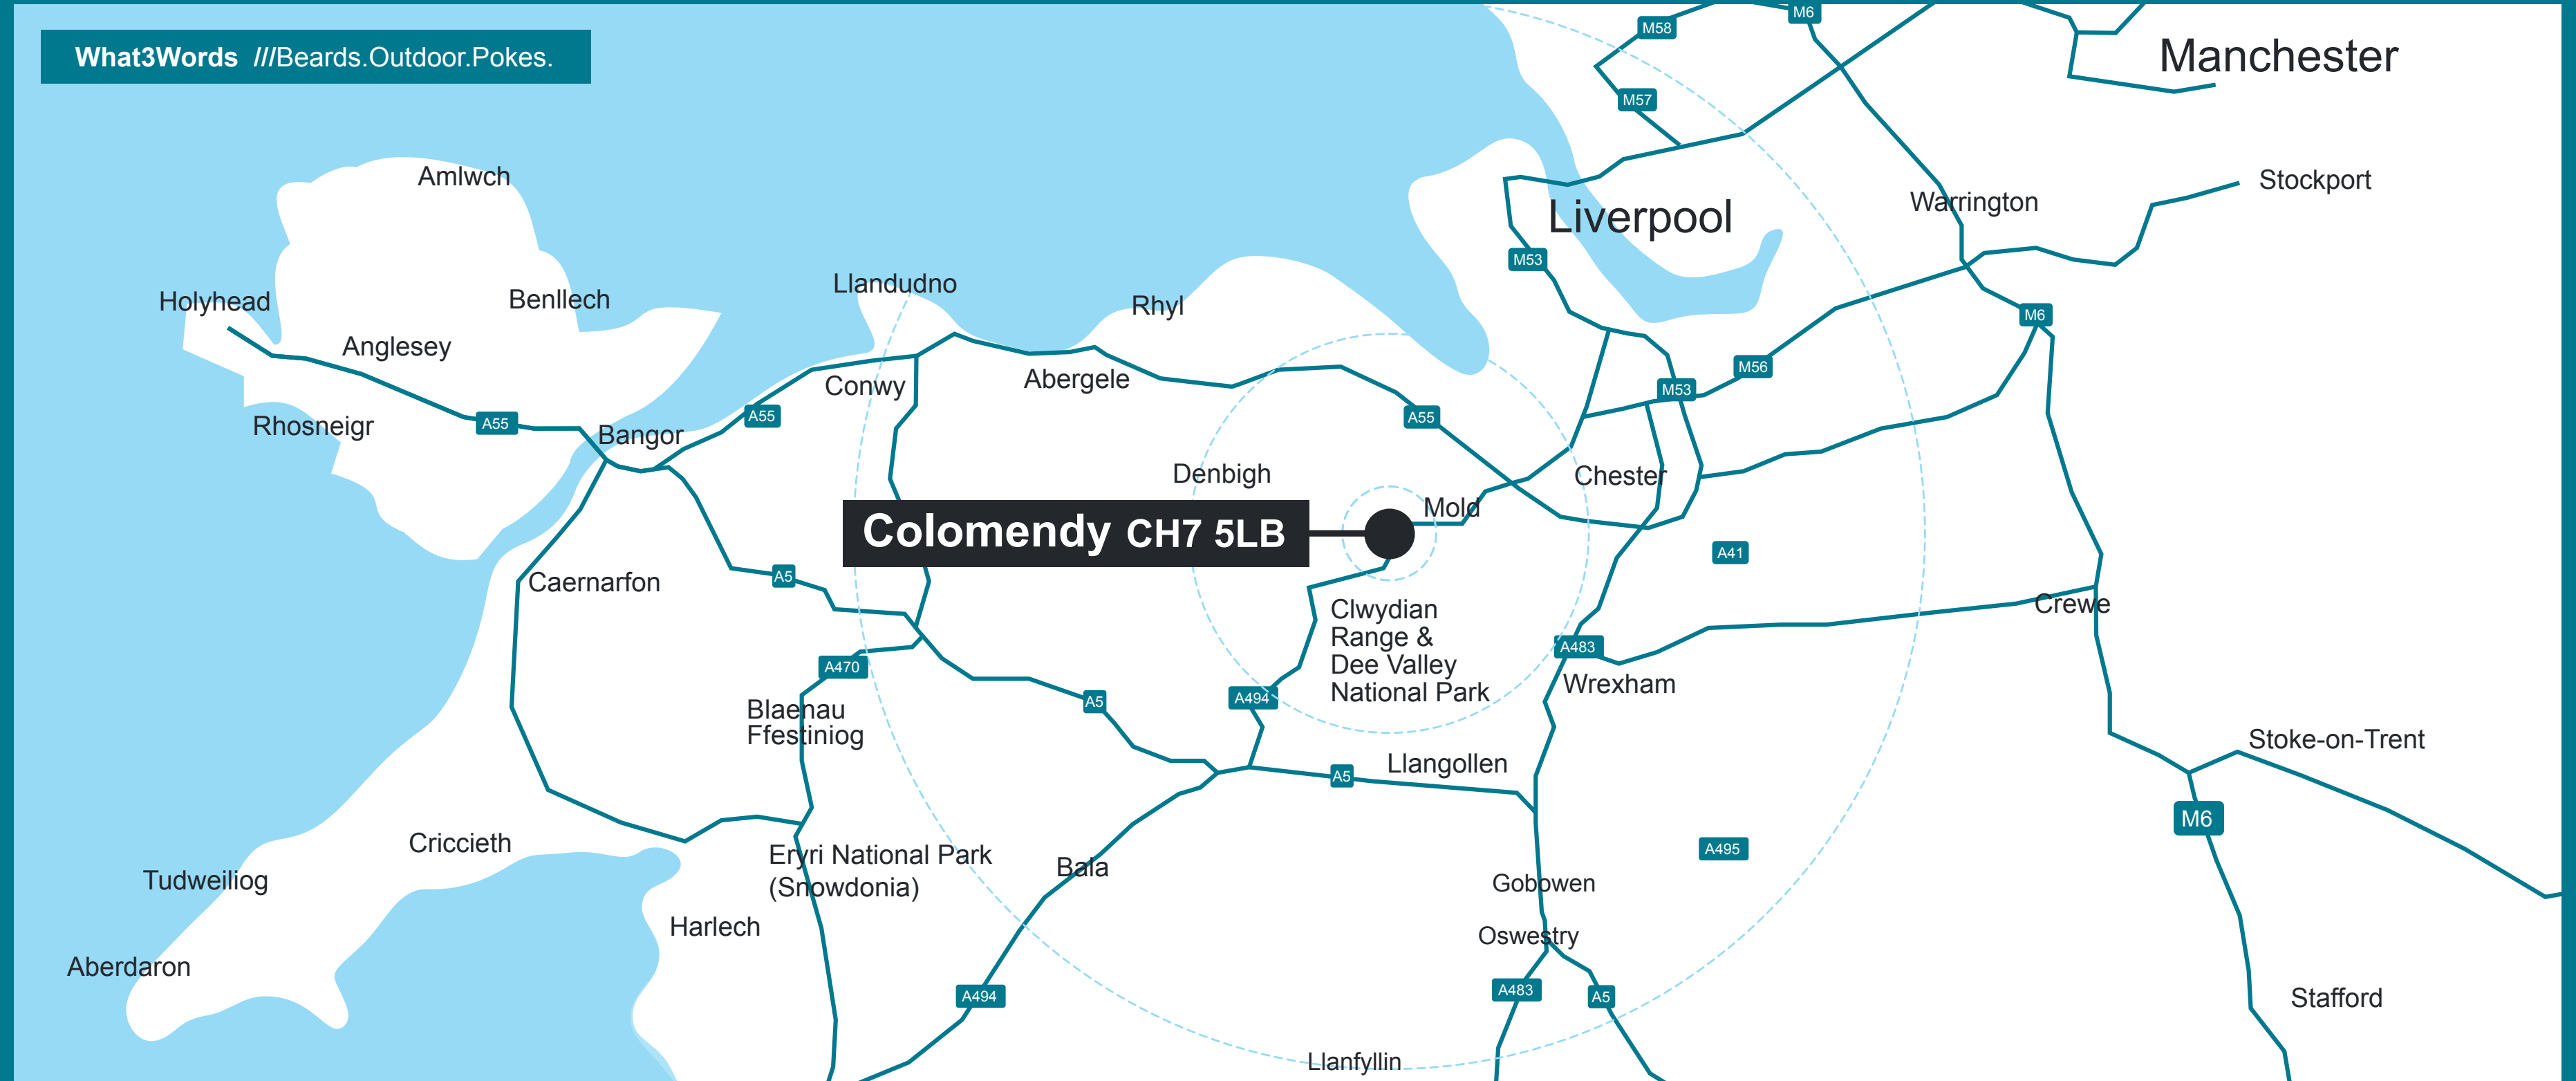 M6
M58
Manchester
What3Words ///Beards.Outdoor.Pokes.
M57
Amlwch
Stockport
Warrington
Liverpool
M53
Llandudno
Holyhead
Benllech
Rhyl
M6
Anglesey
M56
Conwy
Abergele
M53
A55
A55
A55
Rhosneigr
Bangor
Denbigh
Chester
Mold
Colomendy CH7 5LB
A41
A5
Caernarfon
Clwydian
Range &
Dee Valley
National Park
Crewe
A483
A470
Wrexham
A494
A5
Blaenau
Ffestiniog
Stoke-on-Trent
Llangollen
A5
M6
Criccieth
A495
Eryri National Park
(Snowdonia)
Bala
Tudweiliog
Gobowen
Harlech
Oswestry
Aberdaron
A483
A494
A5
Stafford
Llanfyllin